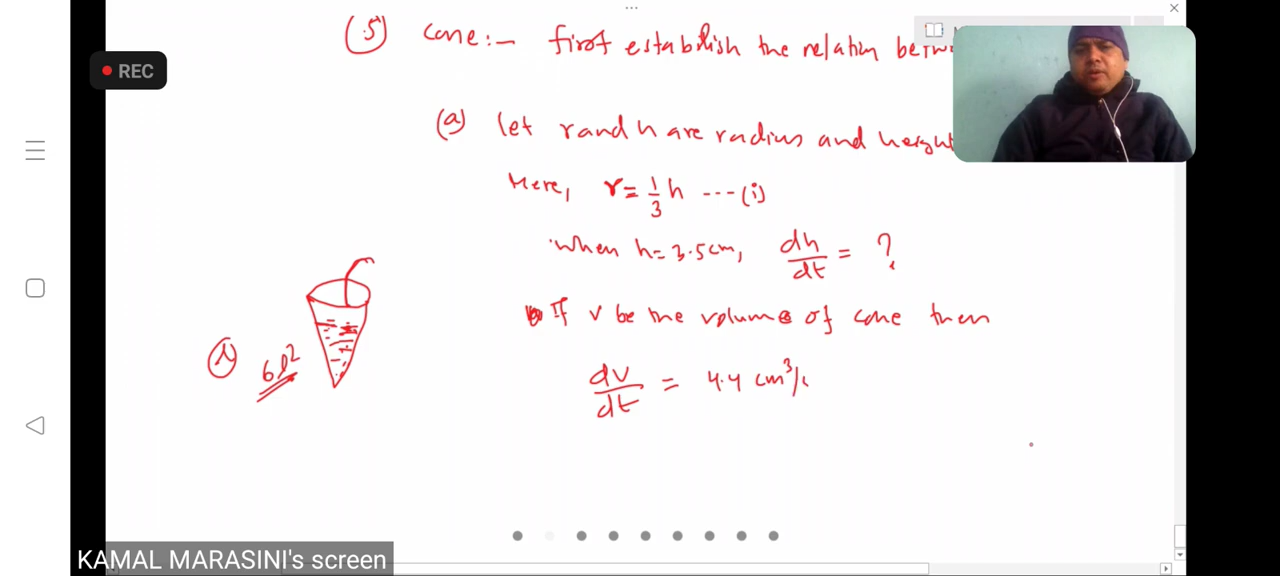 REC
(5) Cone:- first establish the relation betw
(a) let r and h are radius and height
Here, r = 1/3 h ---(i)
when h = 3.5cm, dh/dt = ?
If v be the volume of cone then
6l²
dv/dt = 4.4 cm³/
KAMAL MARASINI's screen